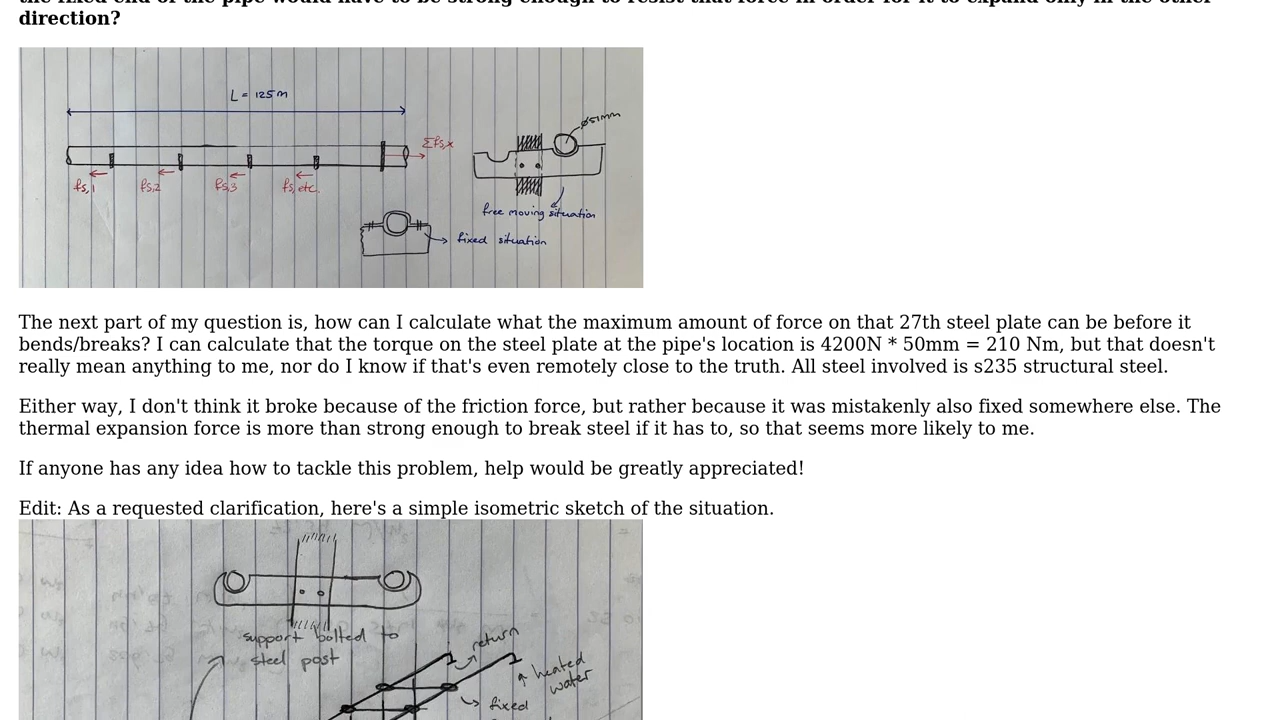 the fixed end of the pipe would have to be strong enough to resist that force in order for it to expand only in the other
direction?
L = 125m
ø51mm
Σfs,x
fs,1
fs,2
fs,3
fs, etc.
free moving situation
fixed situation
The next part of my question is, how can I calculate what the maximum amount of force on that 27th steel plate can be before it
bends/breaks? I can calculate that the torque on the steel plate at the pipe's location is 4200N * 50mm = 210 Nm, but that doesn't
really mean anything to me, nor do I know if that's even remotely close to the truth. All steel involved is s235 structural steel.
Either way, I don't think it broke because of the friction force, but rather because it was mistakenly also fixed somewhere else. The
thermal expansion force is more than strong enough to break steel if it has to, so that seems more likely to me.
If anyone has any idea how to tackle this problem, help would be greatly appreciated!
Edit: As a requested clarification, here's a simple isometric sketch of the situation.
support bolted to
steel post
return
heated
water
fixed